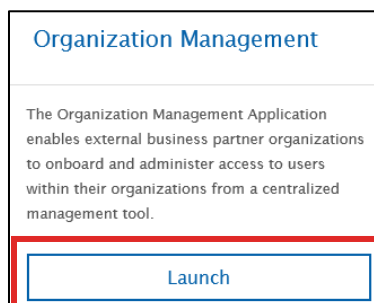 Organization Management
The Organization Management Application
enables external business partner organizations
to onboard and administer access to users
within their organizations from a centralized
management tool.
Launch